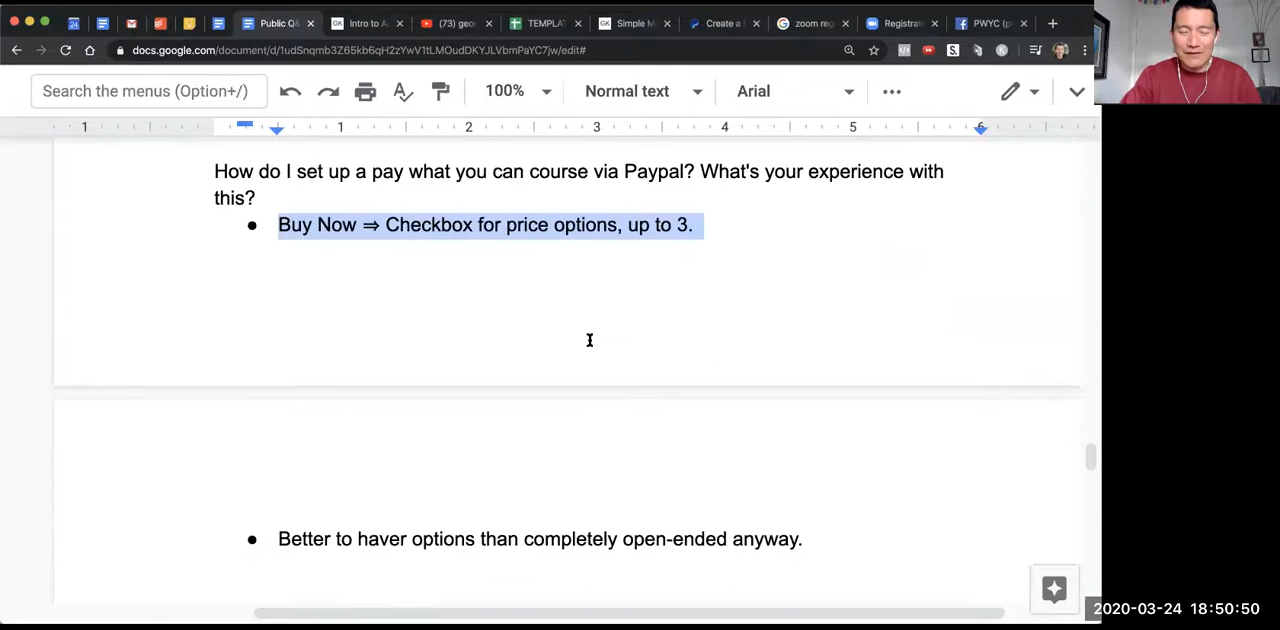 Public Q&
Intro to A
(73) geor
TEMPLAT
Simple M
Create a
zoom reg
Registrat
PWYC (p
docs.google.com/document/d/1udSnqmb3Z65kb6qH2zYwV1tLMOudDKYJLVbmPaYC7jw/edit#
Search the menus (Option+/)
100%
Normal text
Arial
1 1 2 3 4 5 6
How do I set up a pay what you can course via Paypal? What's your experience with
this?
● Buy Now ⇒ Checkbox for price options, up to 3.
● Better to haver options than completely open-ended anyway.
2020-03-24 18:50:50